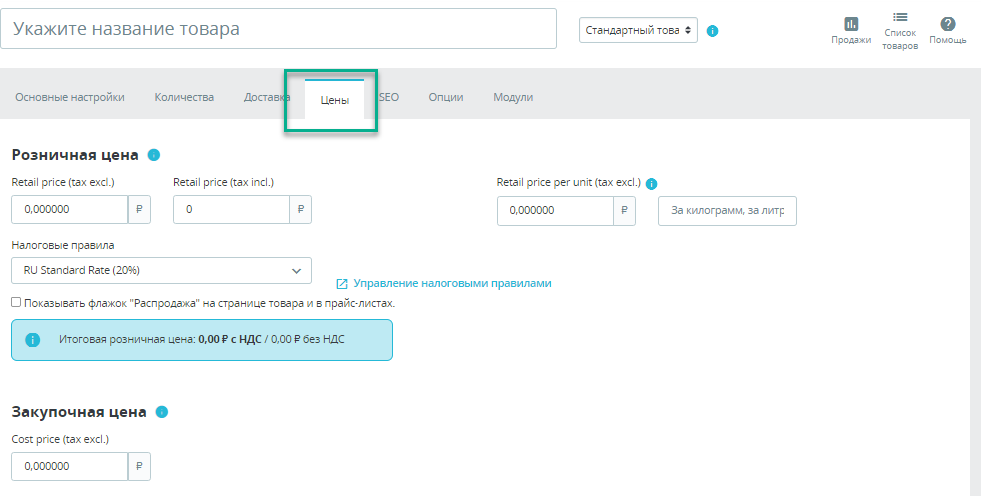 Укажите название товара
Стандартный това
Продажи
Список товаров
Помощь
Основные настройки Количества Доставка Цены SEO Опции Модули
Розничная цена
Retail price (tax excl.) Retail price (tax incl.) Retail price per unit (tax excl.)
0,000000 ₽ 0 ₽ 0,000000 ₽ За килограмм, за литр
Налоговые правила
RU Standard Rate (20%)
Управление налоговыми правилами
Показывать флажок "Распродажа" на странице товара и в прайс-листах.
Итоговая розничная цена: 0,00 ₽ с НДС / 0,00 ₽ без НДС
Закупочная цена
Cost price (tax excl.)
0,000000 ₽